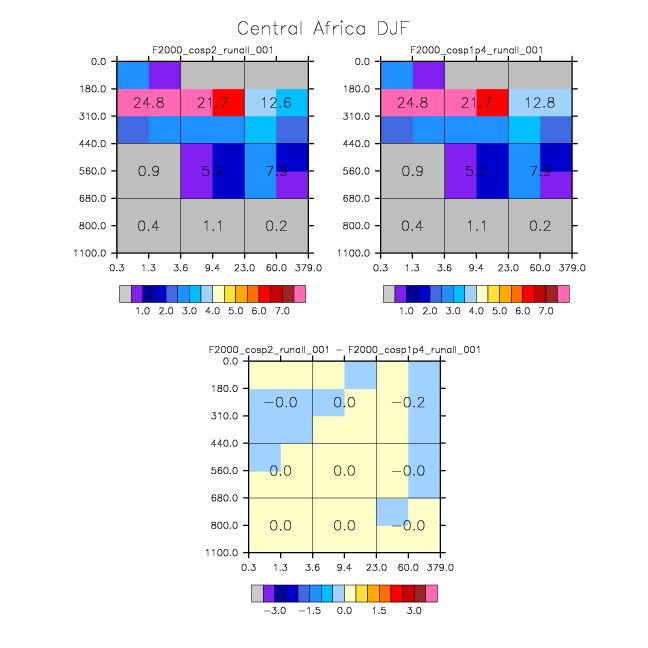 Central Africa DJF
F2000_cosp2_runall_001
F2000_cosp1p4_runall_001
0.0
180.0
310.0
440.0
560.0
680.0
800.0
1100.0
24.8 21.7 12.6
0.9 5.2 7.9
0.4 1.1 0.2
0.3 1.3 3.6 9.4 23.0 60.0 379.0
1.0 2.0 3.0 4.0 5.0 6.0 7.0
0.0
180.0
310.0
440.0
560.0
680.0
800.0
1100.0
24.8 21.7 12.8
0.9 5.2 7.9
0.4 1.1 0.2
0.3 1.3 3.6 9.4 23.0 60.0 379.0
1.0 2.0 3.0 4.0 5.0 6.0 7.0
F2000_cosp2_runall_001 − F2000_cosp1p4_runall_001
0.0
180.0
310.0
440.0
560.0
680.0
800.0
1100.0
−0.0 0.0 −0.2
0.0 0.0 −0.0
0.0 0.0 −0.0
0.3 1.3 3.6 9.4 23.0 60.0 379.0
−3.0 −1.5 0.0 1.5 3.0